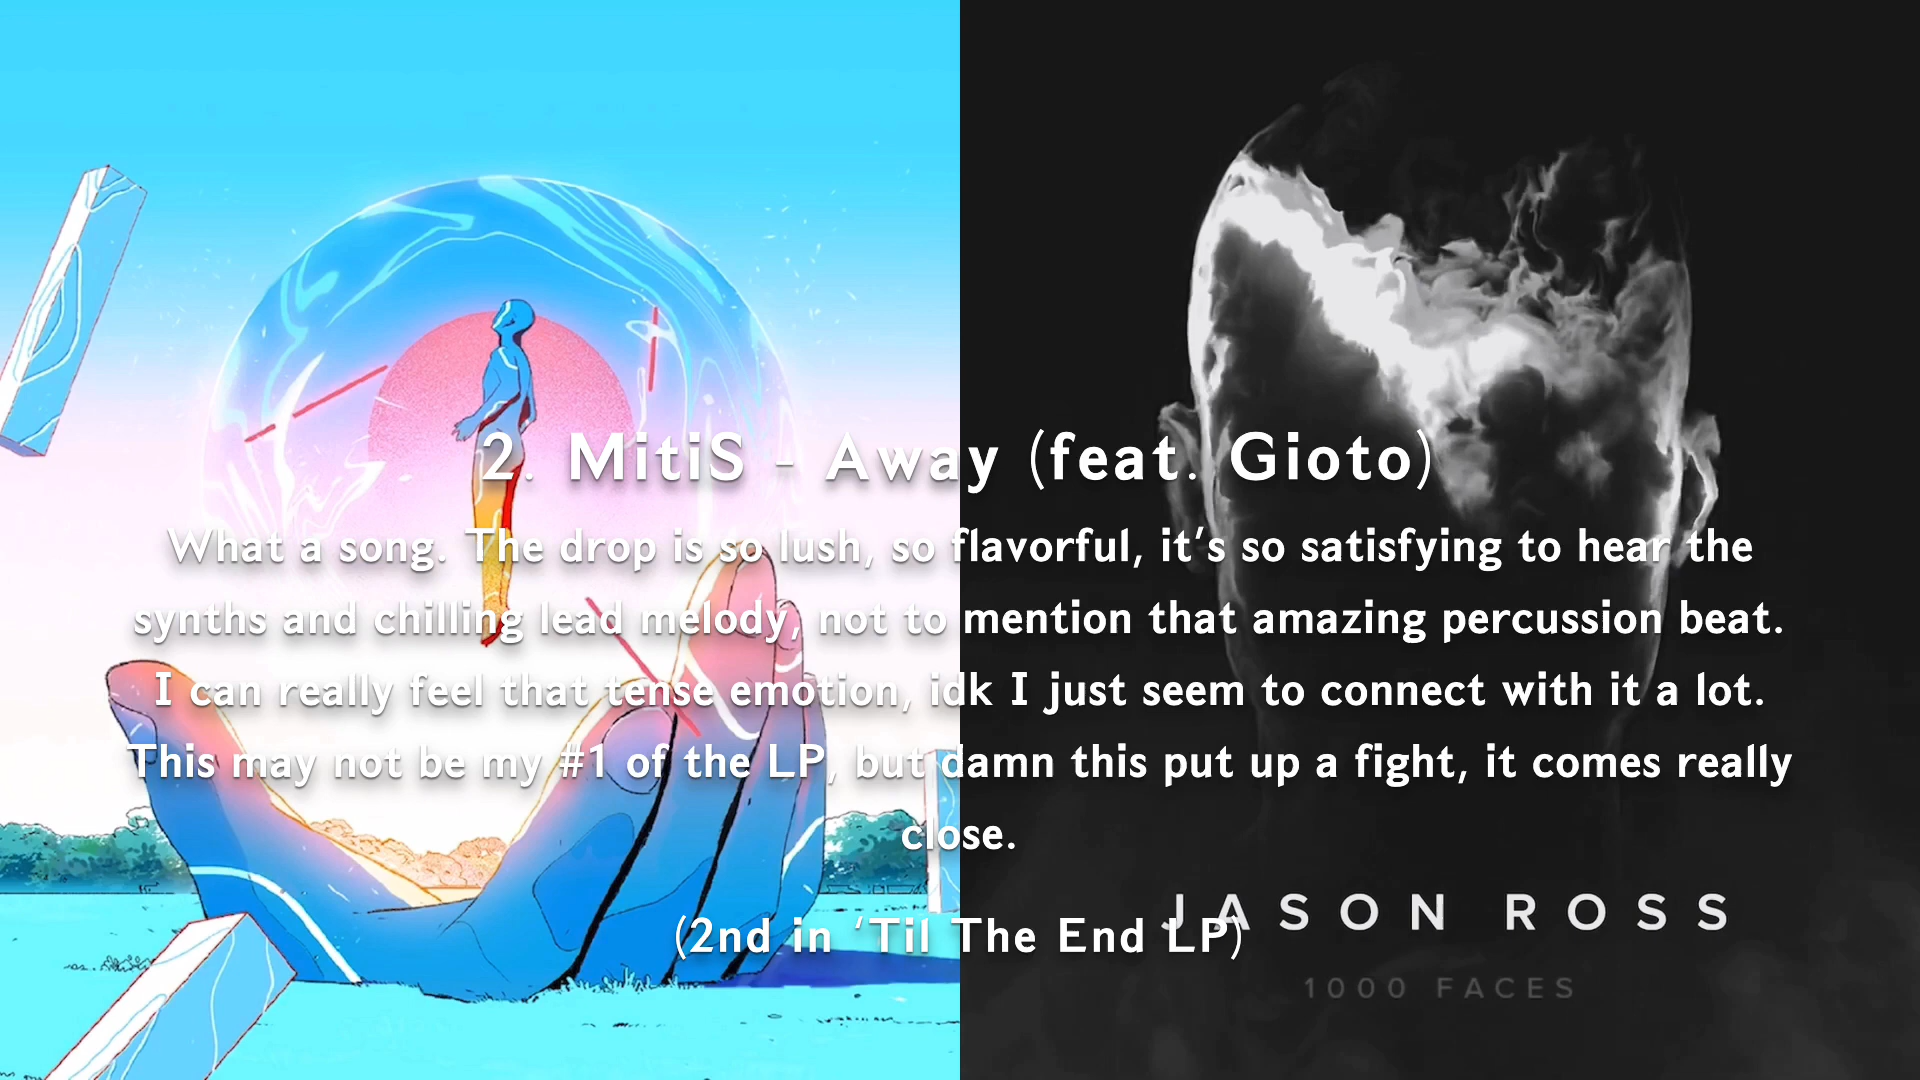 2. MitiS - Away (feat. Gioto)
What a song. The drop is so lush, so flavorful, it's so satisfying to hear the
synths and chilling lead melody, not to mention that amazing percussion beat.
I can really feel that tense emotion, idk I just seem to connect with it a lot.
This may not be my #1 of the LP, but damn this put up a fight, it comes really
close.
JASON ROSS
(2nd in 'Til The End LP)
1000 FACES